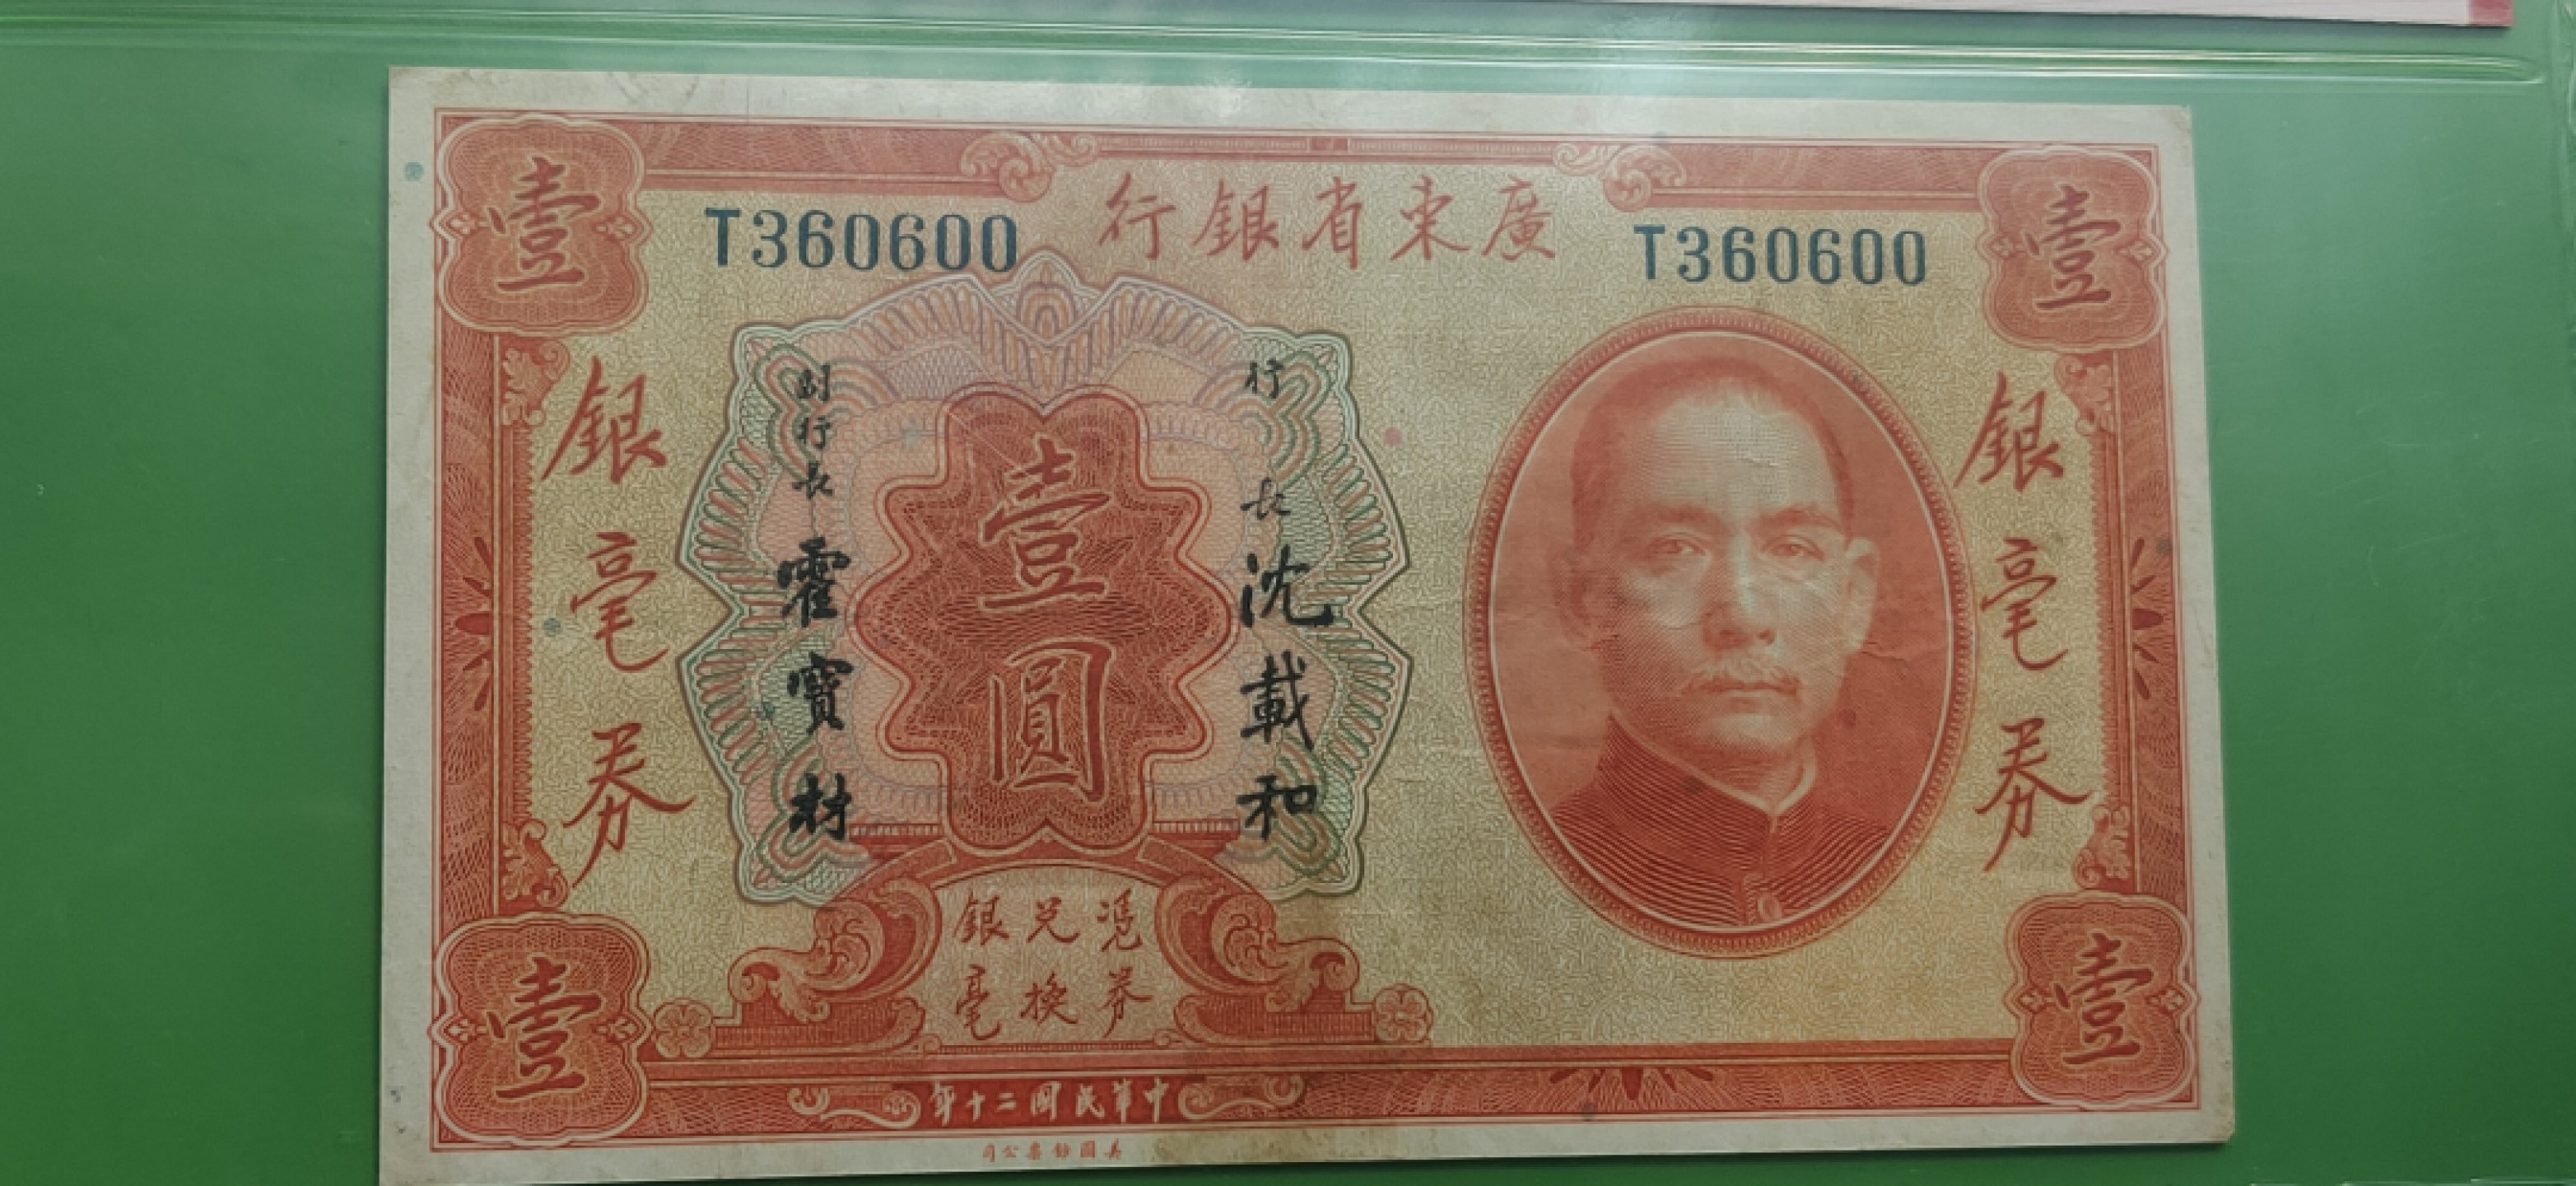 廣東省銀行
T360600
T360600
壹
壹
銀毫券
銀毫券
行長 沈載和
副行長 霍寶材
壹圓
憑券
兌換
銀毫
壹
壹
中華民國二十年
美國鈔票公司